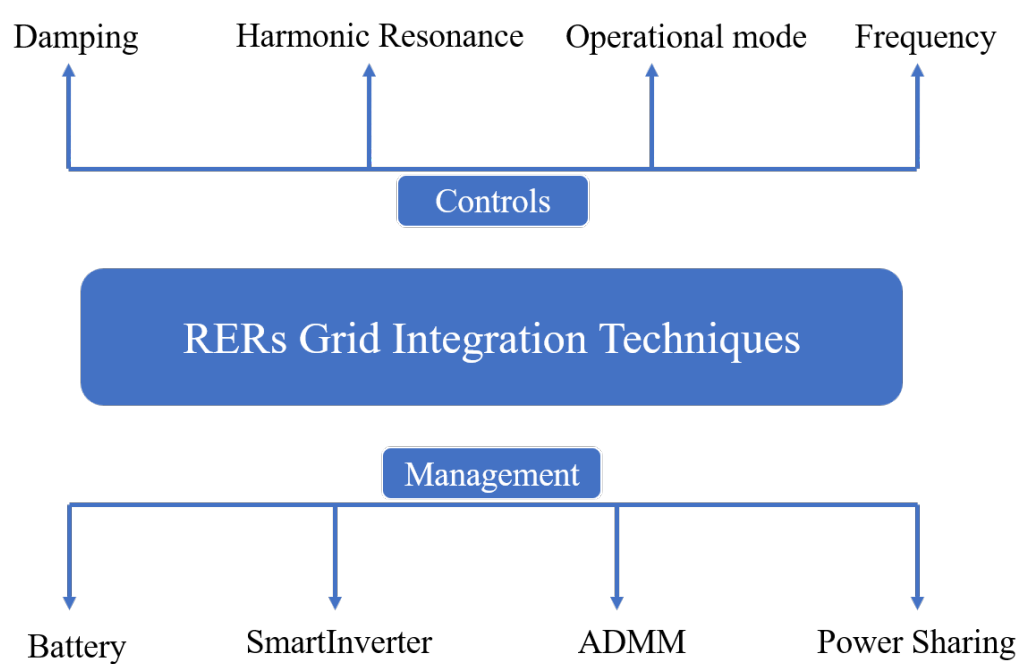 Damping
Harmonic Resonance
Operational mode
Frequency
Controls
RERs Grid Integration Techniques
Management
Battery
SmartInverter
ADMM
Power Sharing